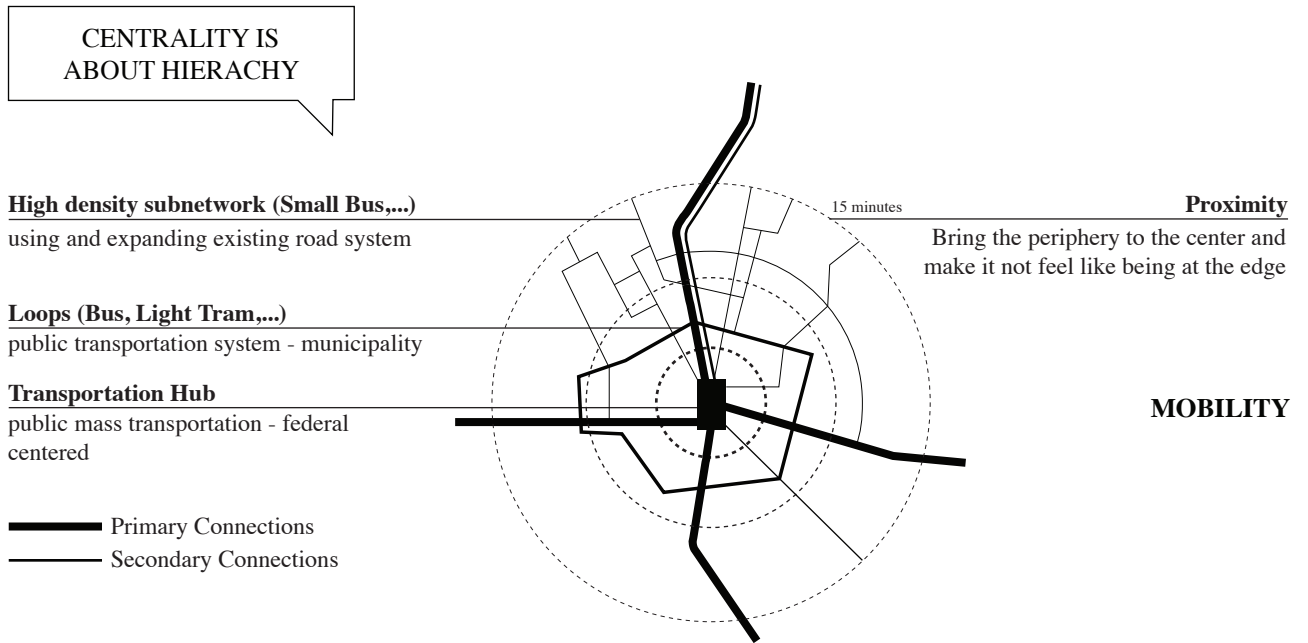 CENTRALITY IS
ABOUT HIERACHY
High density subnetwork (Small Bus,...)
using and expanding existing road system
Loops (Bus, Light Tram,...)
public transportation system - municipality
Transportation Hub
public mass transportation - federal
centered
Primary Connections
Secondary Connections
15 minutes
Proximity
Bring the periphery to the center and
make it not feel like being at the edge
MOBILITY